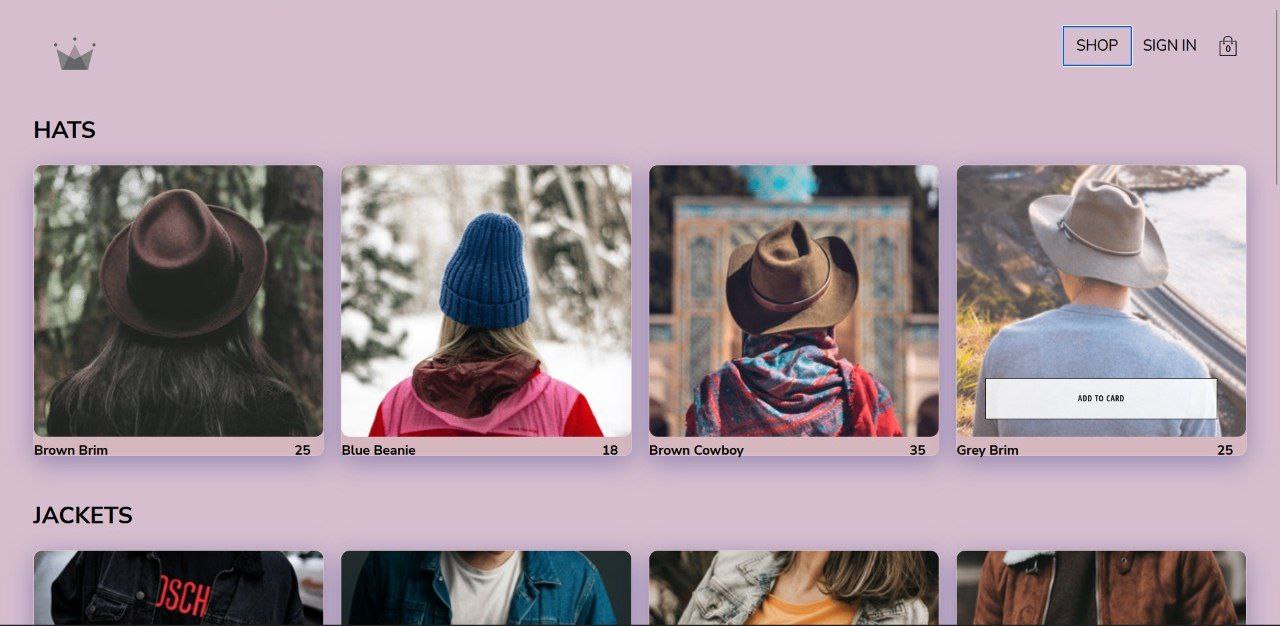 SHOP
SIGN IN
0
HATS
ADD TO CARD
Brown Brim 25
Blue Beanie 18
Brown Cowboy 35
Grey Brim 25
JACKETS
OSCH